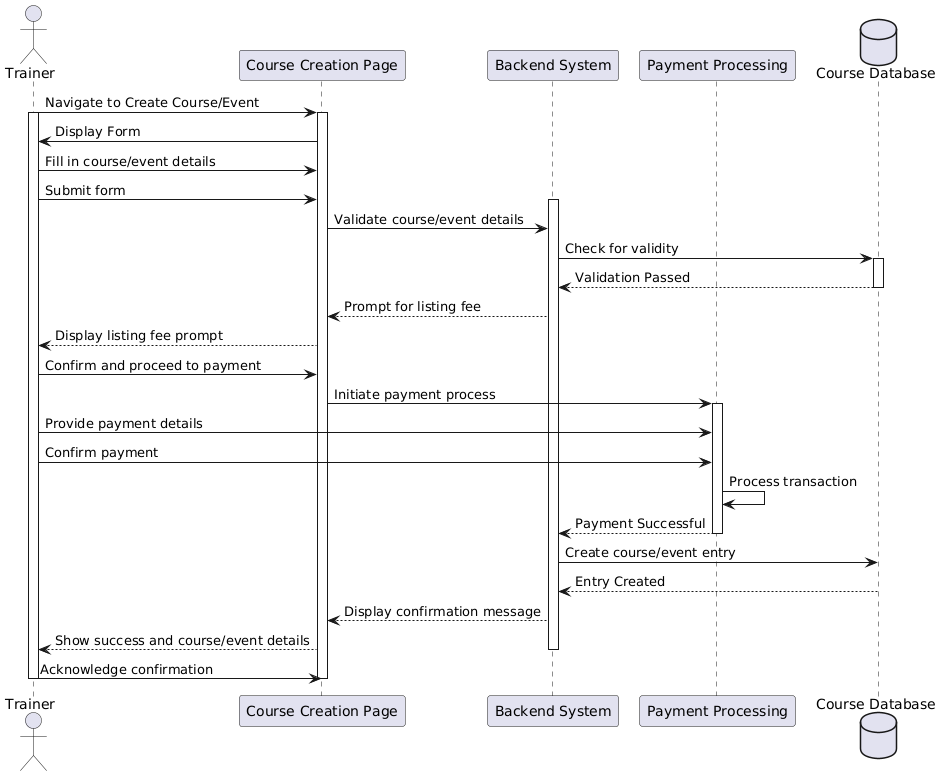 Trainer
Course Creation Page
Backend System
Payment Processing
Course Database
Navigate to Create Course/Event
Display Form
Fill in course/event details
Submit form
Validate course/event details
Check for validity
Validation Passed
Prompt for listing fee
Display listing fee prompt
Confirm and proceed to payment
Initiate payment process
Provide payment details
Confirm payment
Process transaction
Payment Successful
Create course/event entry
Entry Created
Display confirmation message
Show success and course/event details
Acknowledge confirmation
Trainer
Course Creation Page
Backend System
Payment Processing
Course Database